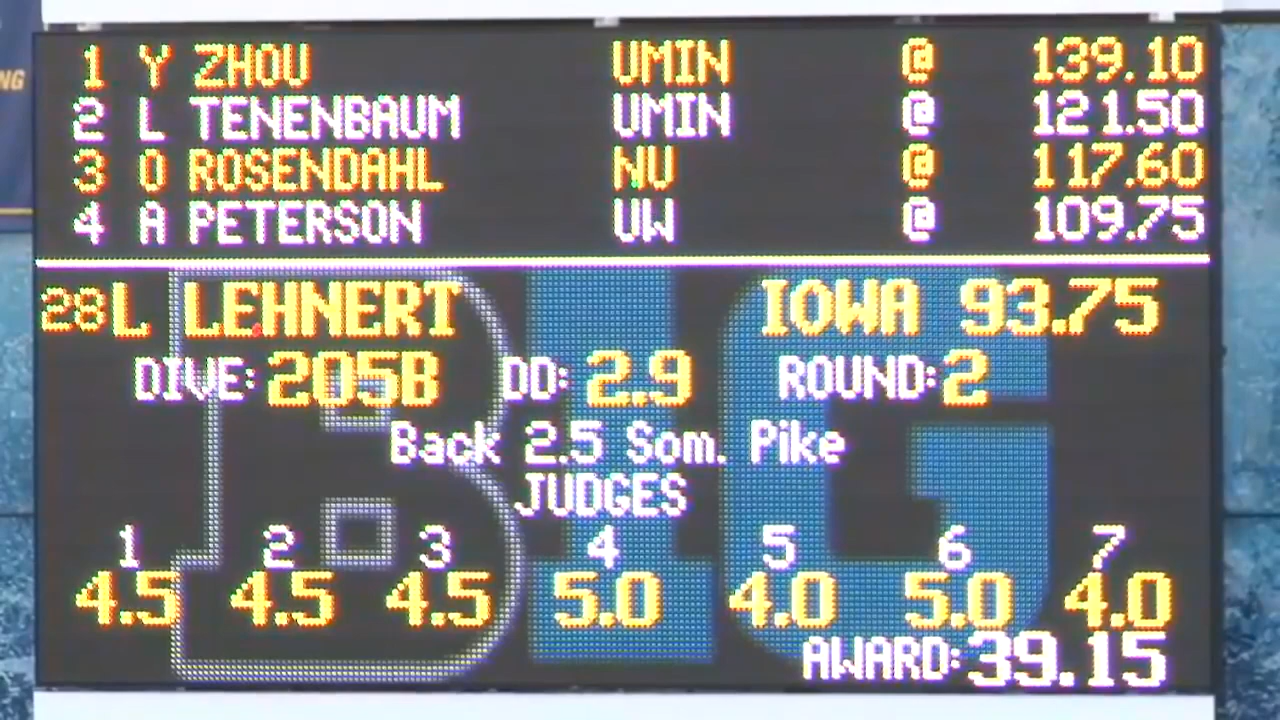 NG
1 Y ZHOU UMIN @ 139.10
2 L TENENBAUM UMIN @ 121.50
3 O ROSENDAHL NU @ 117.60
4 A PETERSON UW @ 109.75
BIG
28 L LEHNERT IOWA 93.75
DIVE: 205B DD: 2.9 ROUND: 2
Back 2.5 Som. Pike
JUDGES
1 2 3 4 5 6 7
4.5 4.5 4.5 5.0 4.0 5.0 4.0
AWARD: 39.15